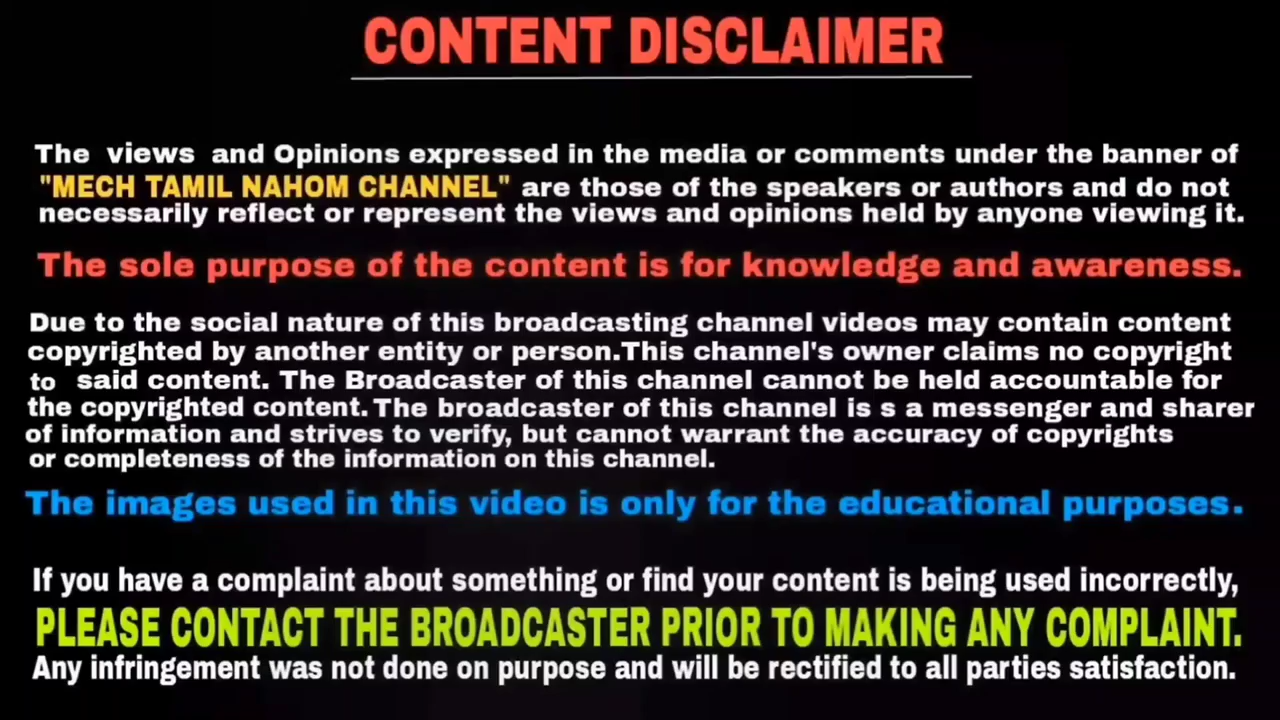 CONTENT DISCLAIMER
The views and Opinions expressed in the media or comments under the banner of
"MECH TAMIL NAHOM CHANNEL" are those of the speakers or authors and do not
necessarily reflect or represent the views and opinions held by anyone viewing it.
The sole purpose of the content is for knowledge and awareness.
Due to the social nature of this broadcasting channel videos may contain content
copyrighted by another entity or person.This channel's owner claims no copyright
to said content. The Broadcaster of this channel cannot be held accountable for
the copyrighted content. The broadcaster of this channel is s a messenger and sharer
of information and strives to verify, but cannot warrant the accuracy of copyrights
or completeness of the information on this channel.
The images used in this video is only for the educational purposes.
If you have a complaint about something or find your content is being used incorrectly,
PLEASE CONTACT THE BROADCASTER PRIOR TO MAKING ANY COMPLAINT.
Any infringement was not done on purpose and will be rectified to all parties satisfaction.